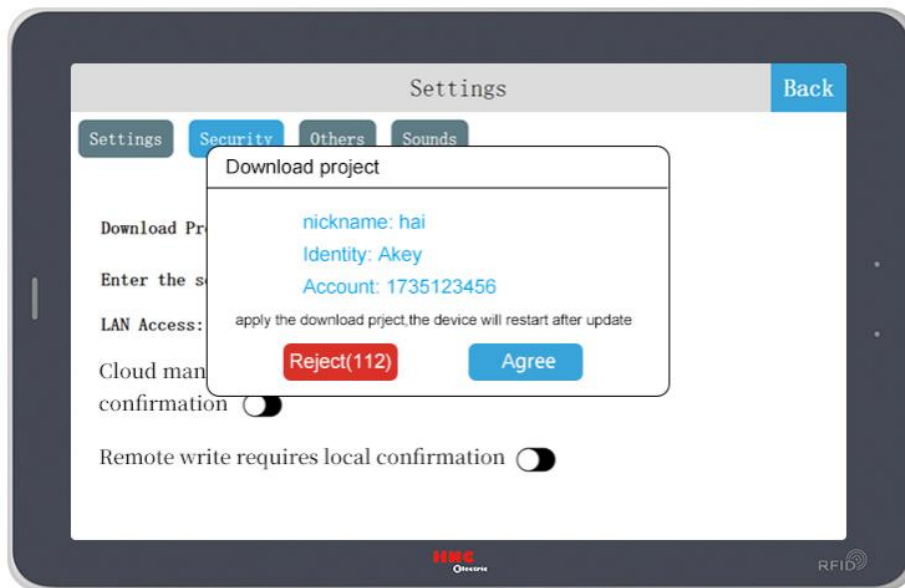 Settings
Back
Settings
Security
Others
Sounds
Download project
nickname: hai
Identity: Akey
Account: 1735123456
apply the download prject,the device will restart after update
Reject(112)
Agree
Download Pr
Enter the s
LAN Access:
Cloud man
confirmation
Remote write requires local confirmation
HNC
Electric
RFID